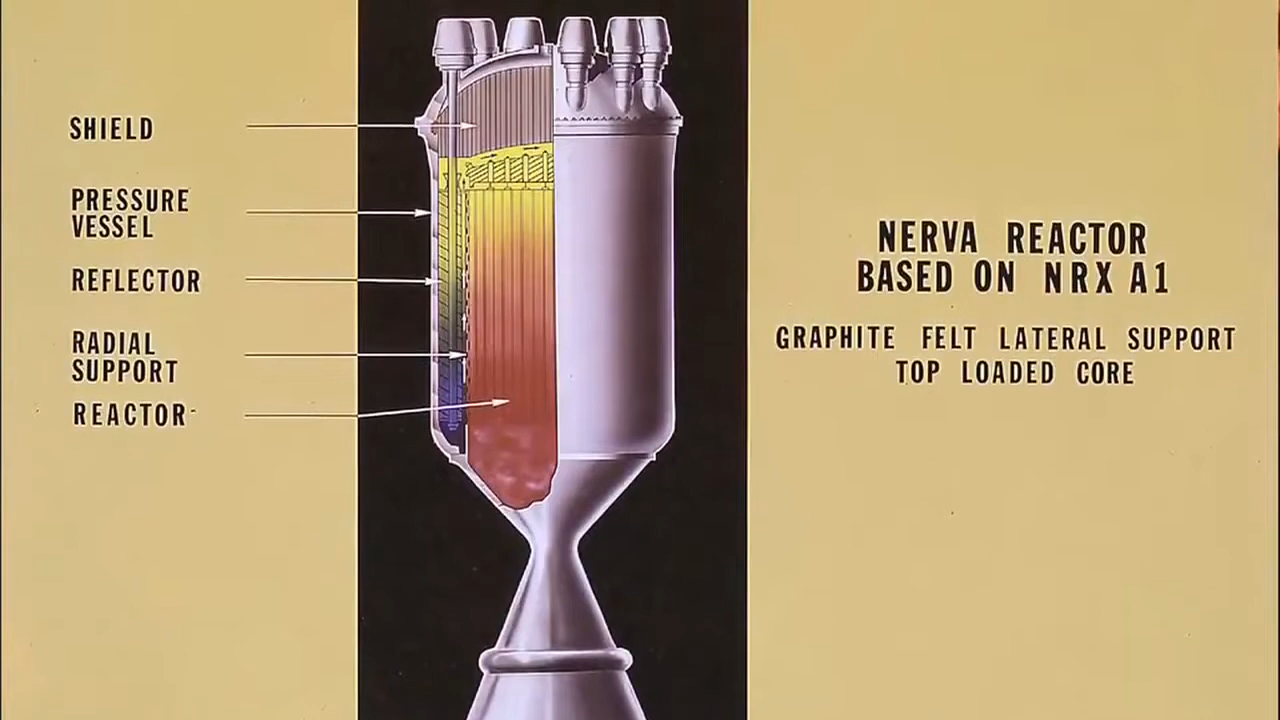 SHIELD
PRESSURE
VESSEL
REFLECTOR
RADIAL
SUPPORT
REACTOR
NERVA REACTOR
BASED ON NRX A1
GRAPHITE FELT LATERAL SUPPORT
TOP LOADED CORE